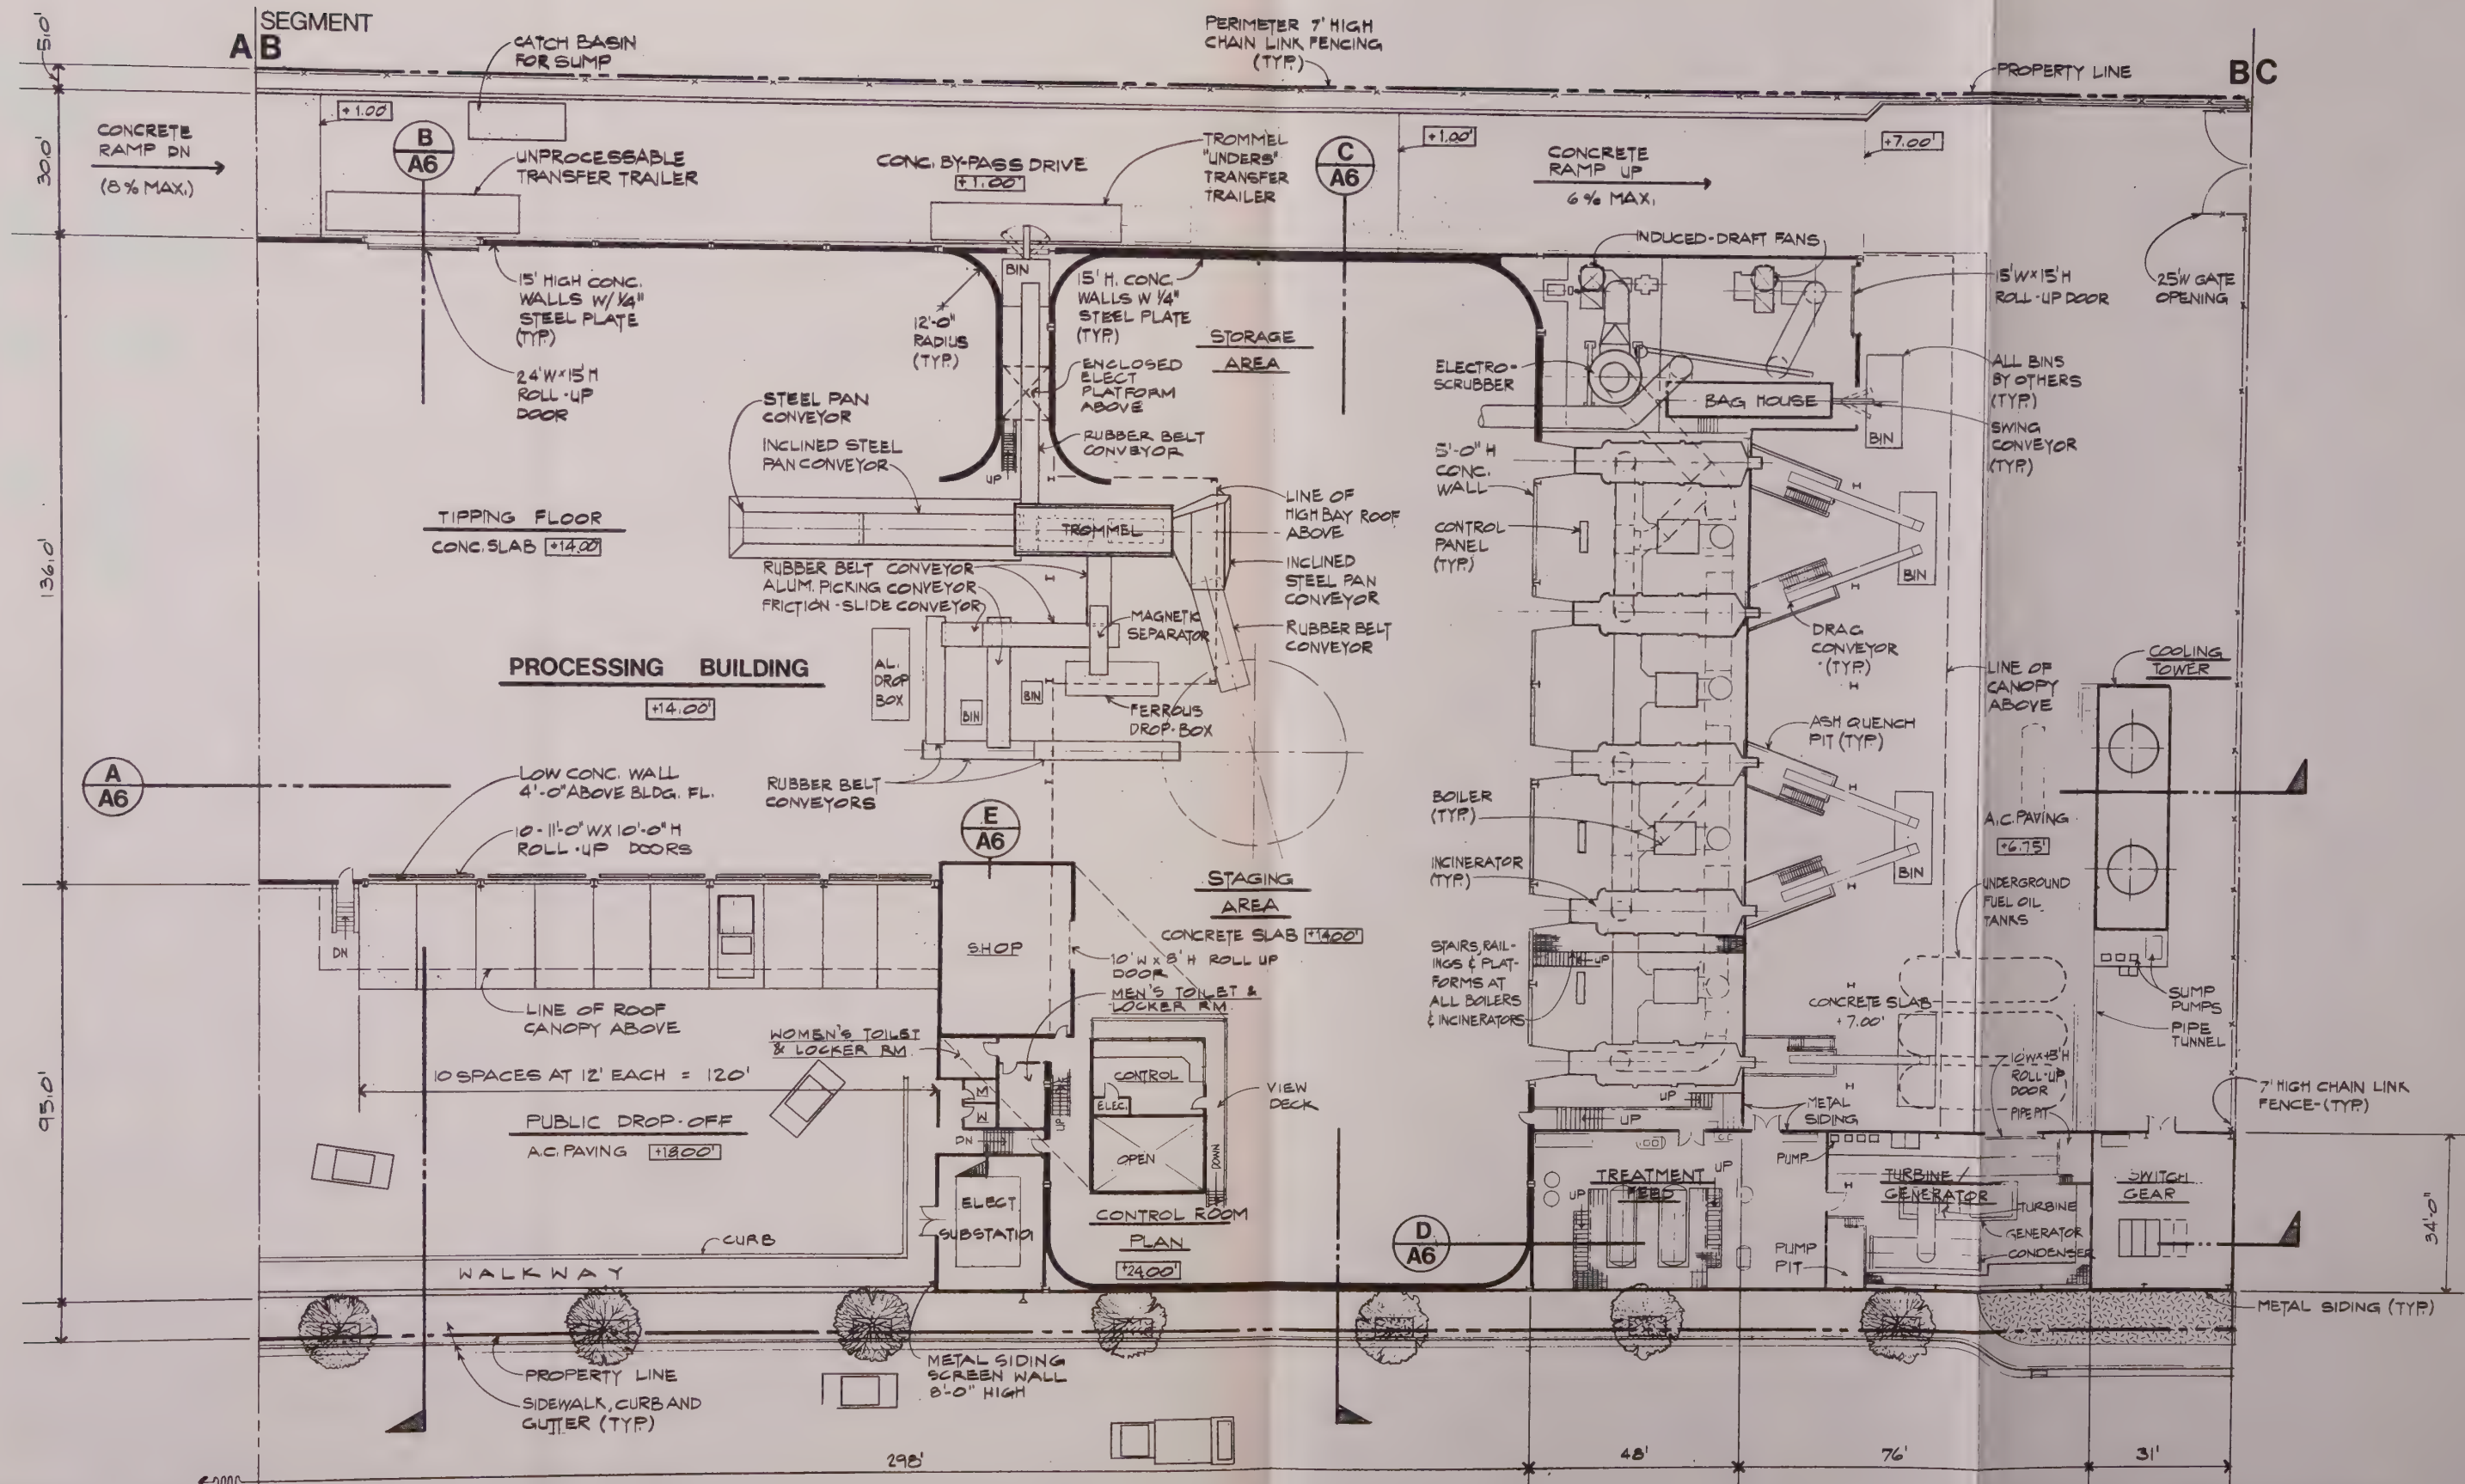 SEGMENT
A B
5.0'
CATCH BASIN
FOR SUMP
PERIMETER 7' HIGH
CHAIN LINK FENCING
(TYP.)
PROPERTY LINE
B C
30.0'
CONCRETE
RAMP DN
(8% MAX.)
+1.00'
B
A6
UNPROCESSABLE
TRANSFER TRAILER
CONC. BY-PASS DRIVE
+1.00'
TROMMEL
"UNDERS"
TRANSFER
TRAILER
C
A6
+1.00'
CONCRETE
RAMP UP
6% MAX.
+7.00'
INDUCED-DRAFT FANS
15'W×15'H
ROLL-UP DOOR
25'W GATE
OPENING
15' HIGH CONC.
WALLS W/ 1/4"
STEEL PLATE
(TYP.)
24'W×15'H
ROLL-UP
DOOR
12'-0"
RADIUS
(TYP.)
BIN
15' H. CONC.
WALLS W 1/4"
STEEL PLATE
(TYP.)
STORAGE
AREA
ENCLOSED
ELECT
PLATFORM
ABOVE
RUBBER BELT
CONVEYOR
UP
ELECTRO-
SCRUBBER
BAG HOUSE
BIN
ALL BINS
BY OTHERS
(TYP.)
SWING
CONVEYOR
(TYP.)
STEEL PAN
CONVEYOR
INCLINED STEEL
PAN CONVEYOR
TIPPING FLOOR
CONC. SLAB +14.00'
136.0'
TROMMEL
LINE OF
HIGH BAY ROOF
ABOVE
INCLINED
STEEL PAN
CONVEYOR
RUBBER BELT
CONVEYOR
5'-0" H
CONC.
WALL
CONTROL
PANEL
(TYP.)
BIN
DRAG
CONVEYOR
(TYP.)
RUBBER BELT CONVEYOR
ALUM. PICKING CONVEYOR
FRICTION-SLIDE CONVEYOR
MAGNETIC
SEPARATOR
AL.
DROP
BOX
BIN
BIN
FERROUS
DROP-BOX
PROCESSING BUILDING
+14.00'
LINE OF
CANOPY
ABOVE
COOLING
TOWER
ASH QUENCH
PIT (TYP.)
A
A6
LOW CONC. WALL
4'-0" ABOVE BLDG. FL.
10-11'-0" W×10'-0" H
ROLL-UP DOORS
RUBBER BELT
CONVEYORS
E
A6
BOILER
(TYP.)
INCINERATOR
(TYP.)
BIN
A.C. PAVING
+6.75'
UNDERGROUND
FUEL OIL
TANKS
STAGING
AREA
CONCRETE SLAB +14.00'
SHOP
DN
10'W × 8'H ROLL UP
DOOR
MEN'S TOILET &
LOCKER RM
STAIRS, RAIL-
INGS & PLAT-
FORMS AT
ALL BOILERS
& INCINERATORS
UP
CONCRETE SLAB
+7.00'
SUMP
PUMPS
PIPE
TUNNEL
LINE OF ROOF
CANOPY ABOVE
WOMEN'S TOILET
& LOCKER RM
10 SPACES AT 12' EACH = 120'
PUBLIC DROP-OFF
A.C. PAVING +18.00'
95.0'
M
W
DN
UP
CONTROL
ELEC.
OPEN
DOWN
VIEW
DECK
UP
UP
METAL
SIDING
ROLL-UP
DOOR
PIPE PIT
7' HIGH CHAIN LINK
FENCE-(TYP.)
ELECT
SUBSTATION
CONTROL ROOM
PLAN
+24.00'
D
A6
TREATMENT
FEED
UP
UP
PUMP
PUMP
PIT
TURBINE/
GENERATOR
TURBINE
GENERATOR
CONDENSER
SWITCH
GEAR
34'-0"
CURB
WALKWAY
METAL SIDING (TYP)
PROPERTY LINE
SIDEWALK, CURB AND
GUTTER (TYP.)
METAL SIDING
SCREEN WALL
8'-0" HIGH
298'
48'
76'
31'